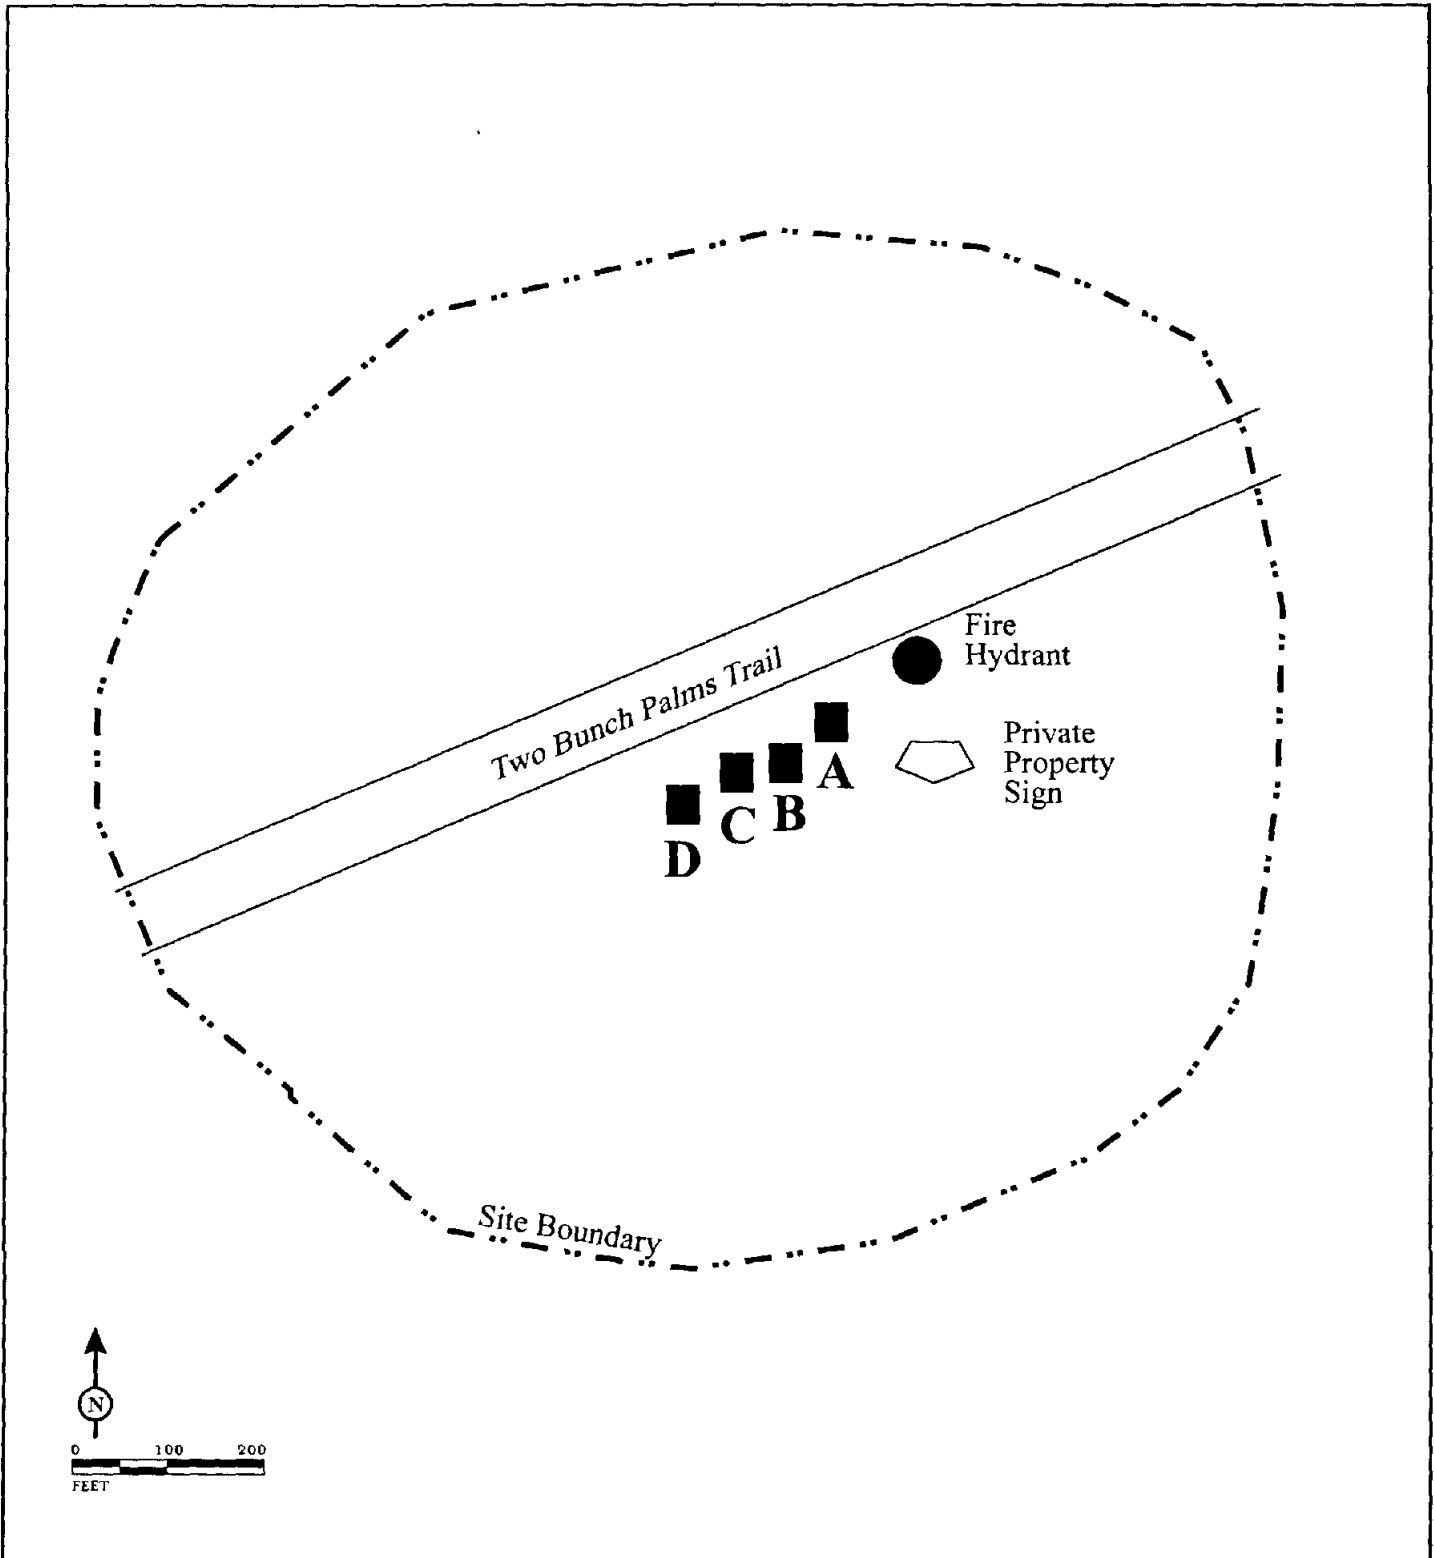 Fire
Hydrant
Two Bunch Palms Trail
Private
Property
Sign
A
B
C
D
Site Boundary
N
0 100 200
FEET